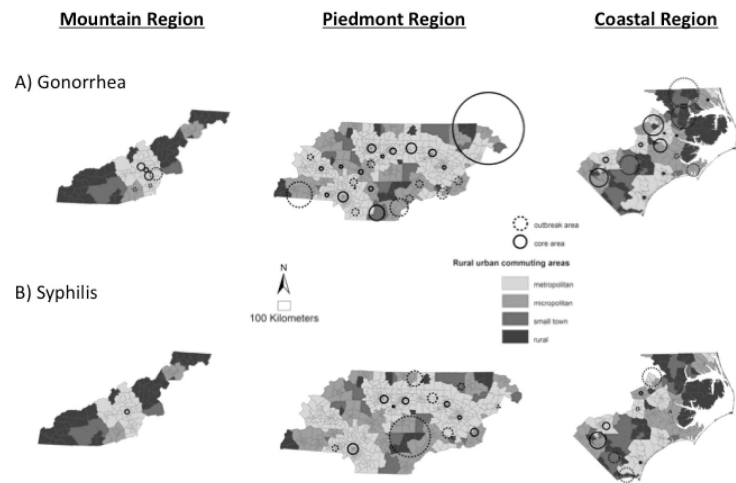 Mountain Region
Piedmont Region
Coastal Region
A) Gonorrhea
outbreak area
core area
Rural urban commuting areas
metropolitan
micropolitan
small town
rural
N
100 Kilometers
B) Syphilis